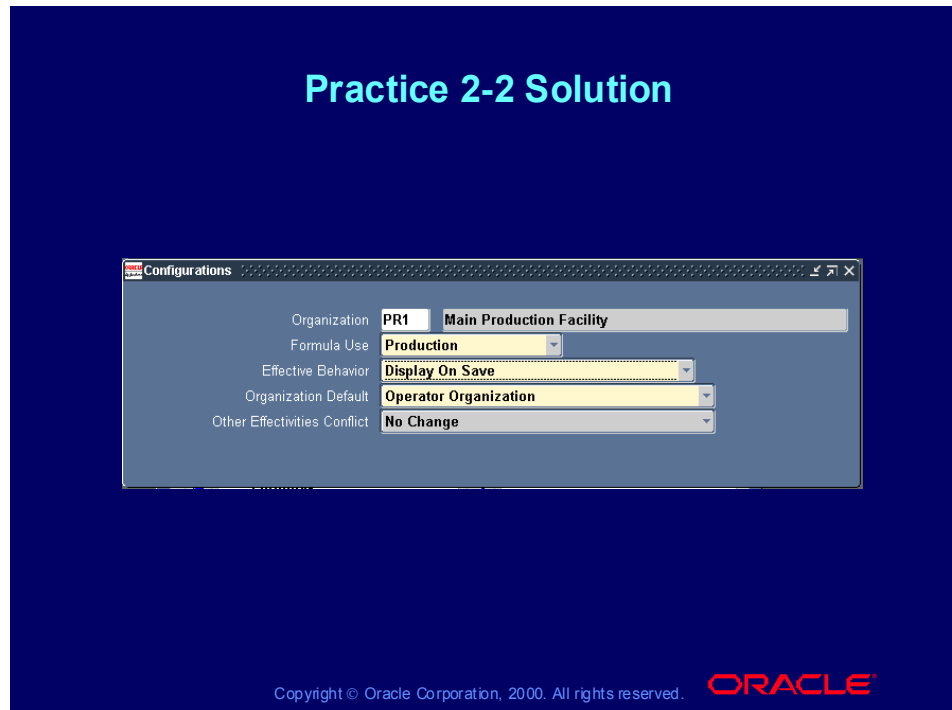 Practice 2-2 Solution
Configurations
Organization PR1 Main Production Facility
Formula Use Production
Effective Behavior Display On Save
Organization Default Operator Organization
Other Effectivities Conflict No Change
Copyright © Oracle Corporation, 2000. All rights reserved. ORACLE®